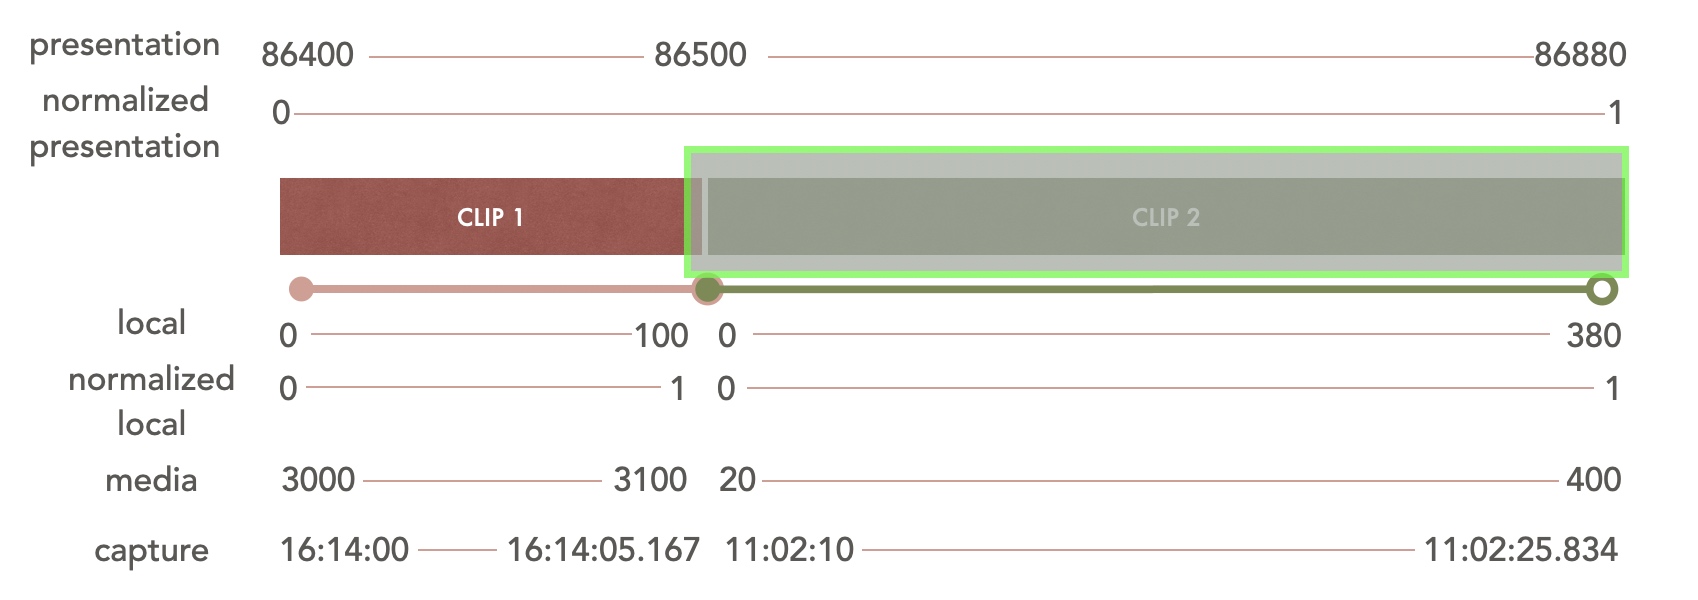 presentation 86400 86500 86880
normalized 0 1
presentation
CLIP 1 CLIP 2
local 0 100 0 380
normalized 0 1 0 1
local
media 3000 3100 20 400
capture 16:14:00 16:14:05.167 11:02:10 11:02:25.834